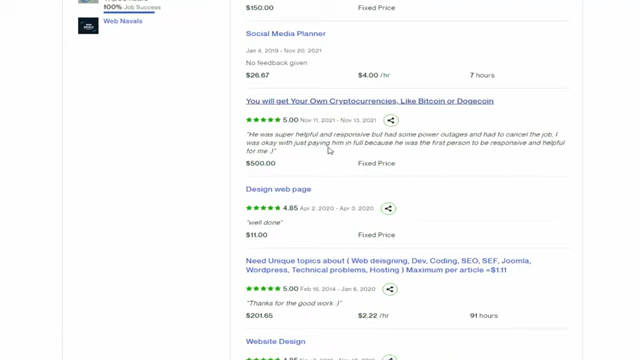 100% Job Success
Web Navals
$150.00 Fixed Price
Social Media Planner
Jan 4, 2019 - Nov 20, 2021
No feedback given
$26.67 $4.00 /hr 7 hours
You will get Your Own Cryptocurrencies, Like Bitcoin or Dogecoin
5.00 Nov 11, 2021 - Nov 13, 2021
"He was super helpful and responsive but had some power outages and had to cancel the job, I
was okay with just paying him in full because he was the first person to be responsive and helpful
for me :)"
$500.00 Fixed Price
Design web page
4.85 Apr 2, 2020 - Apr 3, 2020
"well done"
$11.00 Fixed Price
Need Unique topics about ( Web deisgning, Dev, Coding, SEO, SEF, Joomla,
Wordpress, Technical problems, Hosting ) Maximum per article =$1.11
5.00 Feb 16, 2014 - Jan 6, 2020
"Thanks for the good work :)"
$201.65 $2.22 /hr 91 hours
Website Design